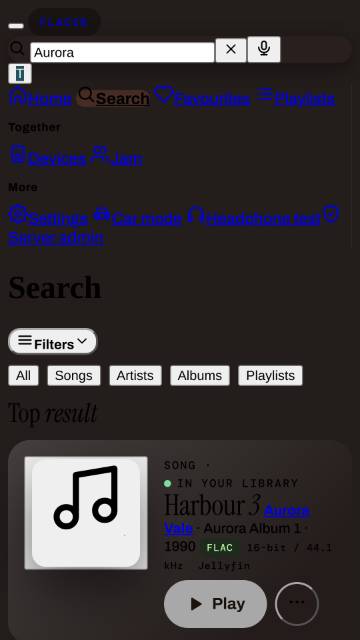 FLACER
Aurora
T
Home Search Favourites Playlists
Together
Devices Jam
More
Settings Car mode Headphone test
Server admin
Search
Filters
All Songs Artists Albums Playlists
Top result
SONG ·
IN YOUR LIBRARY
Harbour 3 Aurora
Vale · Aurora Album 1 ·
1990 FLAC 16-bit / 44.1
kHz Jellyfin
Play